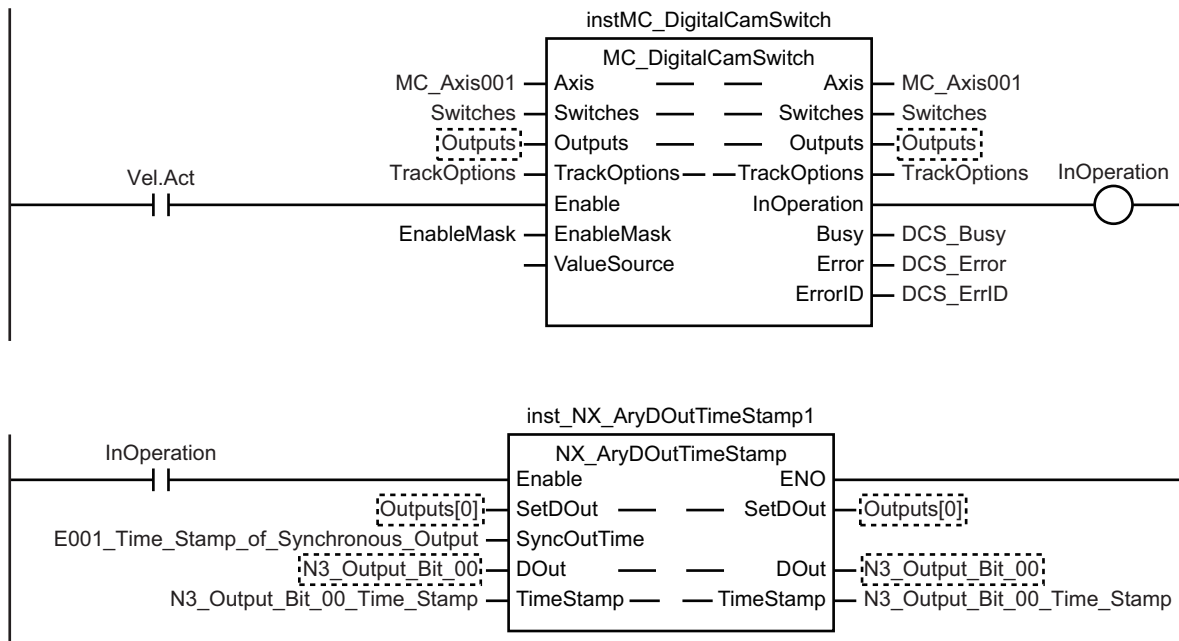 instMC_DigitalCamSwitch
MC_DigitalCamSwitch
MC_Axis001 Axis Axis MC_Axis001
Switches Switches Switches Switches
Outputs Outputs Outputs Outputs
Vel.Act TrackOptions TrackOptions TrackOptions TrackOptions InOperation
Enable InOperation
EnableMask EnableMask Busy DCS_Busy
ValueSource Error DCS_Error
ErrorID DCS_ErrID
inst_NX_AryDOutTimeStamp1
InOperation NX_AryDOutTimeStamp
Enable ENO
Outputs[0] SetDOut SetDOut Outputs[0]
E001_Time_Stamp_of_Synchronous_Output SyncOutTime
N3_Output_Bit_00 DOut DOut N3_Output_Bit_00
N3_Output_Bit_00_Time_Stamp TimeStamp TimeStamp N3_Output_Bit_00_Time_Stamp